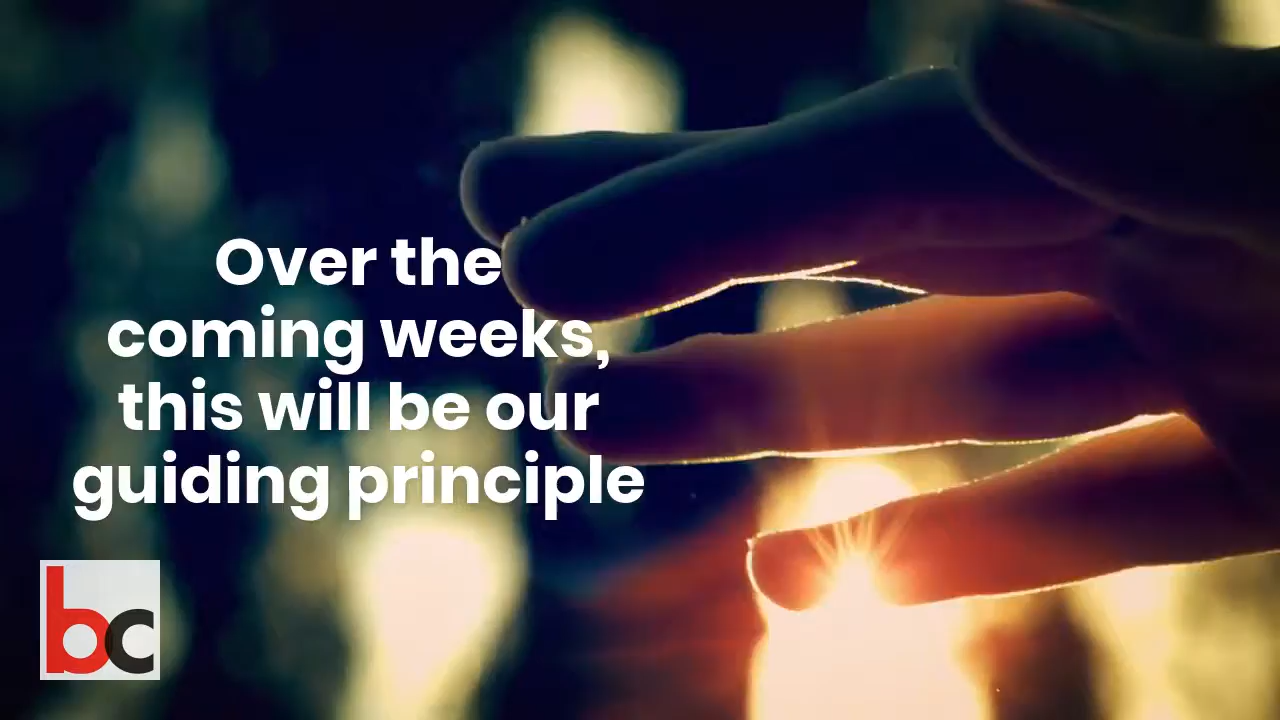 Over the
coming weeks,
this will be our
guiding principle
bc